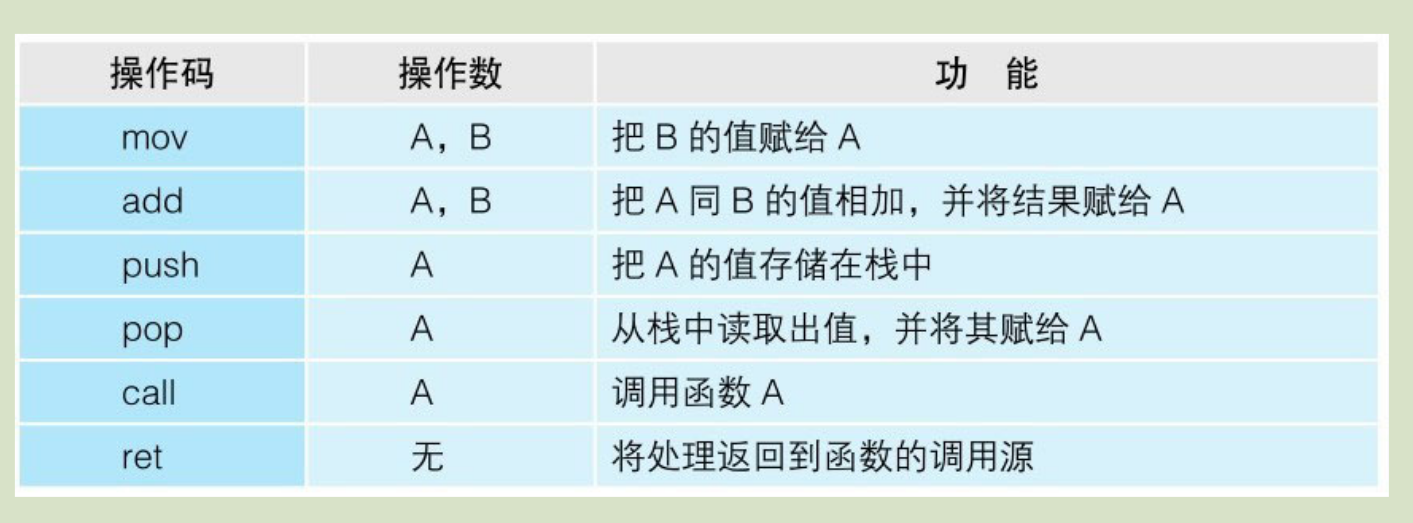 操作码 操作数 功 能
mov A，B 把 B 的值赋给 A
add A，B 把 A 同 B 的值相加，并将结果赋给 A
push A 把 A 的值存储在栈中
pop A 从栈中读取出值，并将其赋给 A
call A 调用函数 A
ret 无 将处理返回到函数的调用源